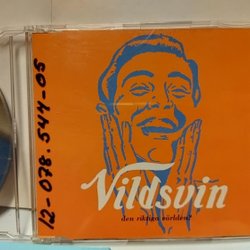 12-078.544-05
Vildsvin
den riktiga världen?